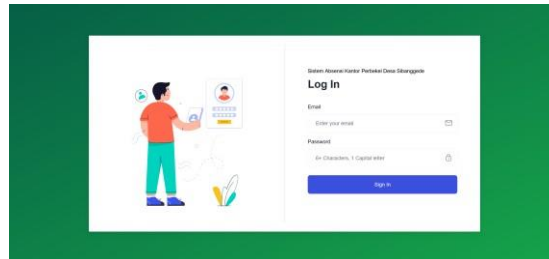 Sistem Absensi Kantor Perbekel Desa Sibanggede
Log In
Email
Enter your email
Password
6+ Characters, 1 Capital letter
Sign In